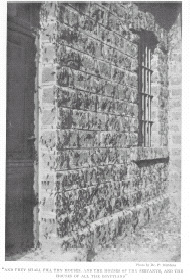 "AND THEY SHALL FILL THY HOUSES, AND THE HOUSES OF ALL THY SERVANTS, AND THE
HOUSES OF ALL THE EGYPTIANS"